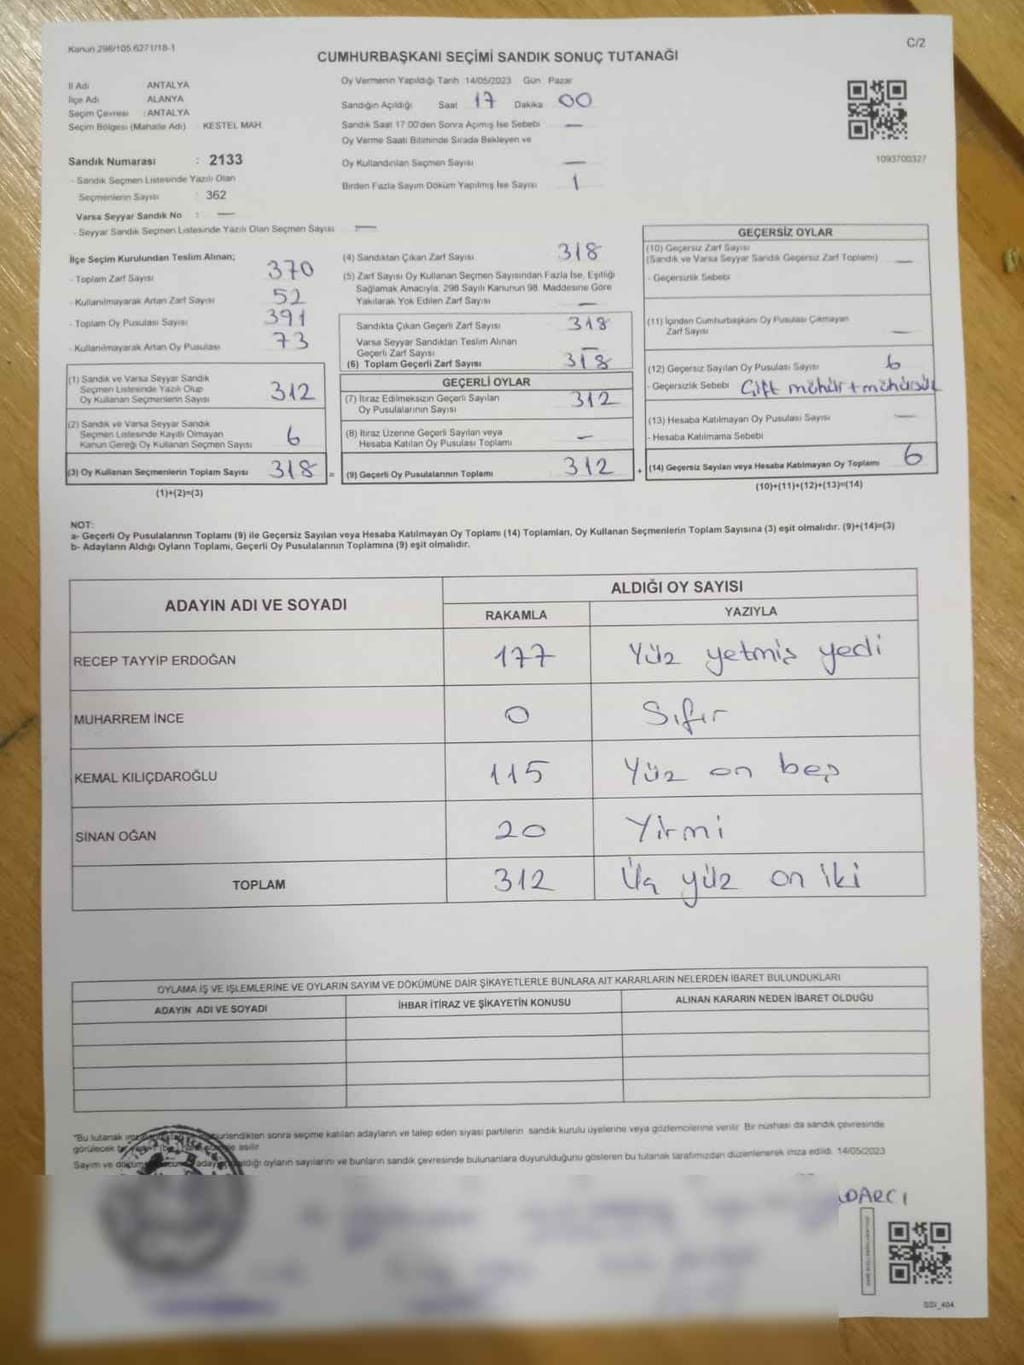 Kanun 298/105.6271/18-1
C/2
CUMHURBAŞKANI SEÇİMİ SANDIK SONUÇ TUTANAĞI
İl Adı ANTALYA
İlçe Adı ALANYA
Seçim Çevresi : ANTALYA
Seçim Bölgesi (Mahalle Adı) KESTEL MAH.
Sandık Numarası : 2133
- Sandık Seçmen Listesinde Yazılı Olan
Seçmenlerin Sayısı : 362
Varsa Seyyar Sandık No : —
- Seyyar Sandık Seçmen Listesinde Yazılı Olan Seçmen Sayısı : —
Oy Vermenin Yapıldığı Tarih 14/05/2023 Gün Pazar
Sandığın Açıldığı Saat 17 Dakika 00
Sandık Saat 17.00'den Sonra Açılmış İse Sebebi —
Oy Verme Saati Bitiminde Sırada Bekleyen ve
Oy Kullandırılan Seçmen Sayısı —
Birden Fazla Sayım Döküm Yapılmış İse Sayısı 1
1093700327
İlçe Seçim Kurulundan Teslim Alınan;
- Toplam Zarf Sayısı 370
- Kullanılmayarak Artan Zarf Sayısı 52
- Toplam Oy Pusulası Sayısı 391
- Kullanılmayarak Artan Oy Pusulası 73
(1) Sandık ve Varsa Seyyar Sandık
Seçmen Listesinde Yazılı Olup
Oy Kullanan Seçmenlerin Sayısı 312
(2) Sandık ve Varsa Seyyar Sandık
Seçmen Listesinde Kayıtlı Olmayan
Kanun Gereği Oy Kullanan Seçmen Sayısı 6
(3) Oy Kullanan Seçmenlerin Toplam Sayısı 318
(1)+(2)=(3)
(4) Sandıktan Çıkan Zarf Sayısı 318
(5) Zarf Sayısı Oy Kullanan Seçmen Sayısından Fazla İse, Eşitliği
Sağlamak Amacıyla, 298 Sayılı Kanunun 98. Maddesine Göre
Yakılarak Yok Edilen Zarf Sayısı —
Sandıkta Çıkan Geçerli Zarf Sayısı 318
Varsa Seyyar Sandıktan Teslim Alınan
Geçerli Zarf Sayısı —
(6) Toplam Geçerli Zarf Sayısı 318
GEÇERLİ OYLAR
(7) İtiraz Edilmeksizin Geçerli Sayılan
Oy Pusulalarının Sayısı 312
(8) İtiraz Üzerine Geçerli Sayılan veya
Hesaba Katılan Oy Pusulası Toplamı —
= (9) Geçerli Oy Pusulalarının Toplamı 312
GEÇERSİZ OYLAR
(10) Geçersiz Zarf Sayısı
(Sandık ve Varsa Seyyar Sandık Geçersiz Zarf Toplamı) —
- Geçersizlik Sebebi
(11) İçinden Cumhurbaşkanı Oy Pusulası Çıkmayan
Zarf Sayısı —
(12) Geçersiz Sayılan Oy Pusulası Sayısı 6
- Geçersizlik Sebebi Çift mühür + mühürsüz
(13) Hesaba Katılmayan Oy Pusulası Sayısı —
- Hesaba Katılmama Sebebi
+ (14) Geçersiz Sayılan veya Hesaba Katılmayan Oy Toplamı 6
(10)+(11)+(12)+(13)=(14)
NOT:
a- Geçerli Oy Pusulalarının Toplamı (9) ile Geçersiz Sayılan veya Hesaba Katılmayan Oy Toplamı (14) Toplamları, Oy Kullanan Seçmenlerin Toplam Sayısına (3) eşit olmalıdır. (9)+(14)=(3)
b- Adayların Aldığı Oyların Toplamı, Geçerli Oy Pusulalarının Toplamına (9) eşit olmalıdır.
ADAYIN ADI VE SOYADI
ALDIĞI OY SAYISI
RAKAMLA YAZIYLA
RECEP TAYYİP ERDOĞAN 177 Yüz yetmiş yedi
MUHARREM İNCE 0 Sıfır
KEMAL KILIÇDAROĞLU 115 Yüz on beş
SİNAN OĞAN 20 Yirmi
TOPLAM 312 Üç yüz on iki
OYLAMA İŞ VE İŞLEMLERİNE VE OYLARIN SAYIM VE DÖKÜMÜNE DAİR ŞİKAYETLERLE BUNLARA AİT KARARLARIN NELERDEN İBARET BULUNDUKLARI
ADAYIN ADI VE SOYADI İHBAR İTİRAZ VE ŞİKAYETİN KONUSU ALINAN KARARIN NEDEN İBARET OLDUĞU
"Bu tutanak sonra seçime katılan adayların ve talep eden siyasi partilerin sandık kurulu üyelerine veya gözlemcilerine verilir. Bir nüshası da sandık çevresinde
görülecek asılır
Sayım ve aldığı oyların sayılarını ve bunların sandık çevresinde bulunanlara duyurulduğunu gösteren bu tutanak tarafımızdan düzenlenerek imza edildi. 14/05/2023
DARCI
SSI_404